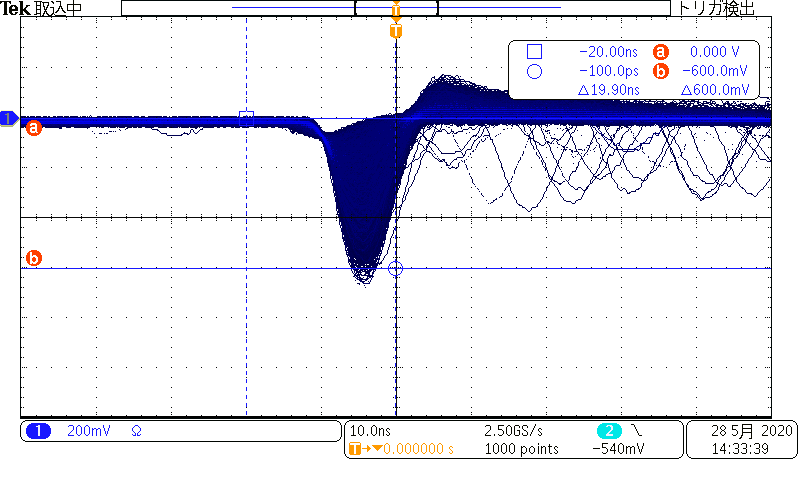 Tek 取込中 トリガ検出
T
T
−20.00ns a 0.000 V
−100.0ps b −600.0mV
△19.90ns △600.0mV
1
a
b
1 200mV Ω 10.0ns 2.50GS/s 2 −540mV
T→▼0.000000 s 1000 points
28 5月 2020
14:33:39